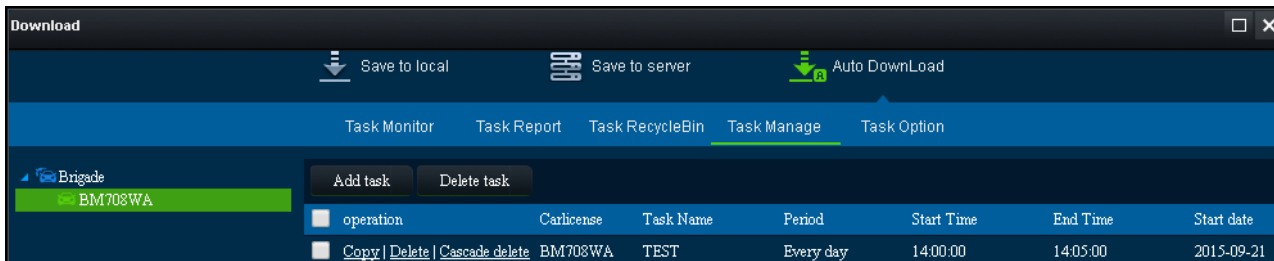 Download
Save to local Save to server A Auto DownLoad
Task Monitor Task Report Task RecycleBin Task Manage Task Option
Brigade Add task Delete task
BM708WA
operation Carlicense Task Name Period Start Time End Time Start date
Copy | Delete | Cascade delete BM708WA TEST Every day 14:00:00 14:05:00 2015-09-21